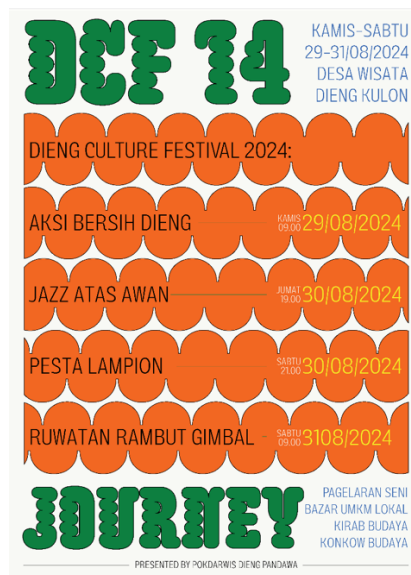 DCF 14
KAMIS-SABTU
29-31/08/2024
DESA WISATA
DIENG KULON
DIENG CULTURE FESTIVAL 2024:
AKSI BERSIH DIENG KAMIS 09.00 29/08/2024
JAZZ ATAS AWAN JUMAT 19.00 30/08/2024
PESTA LAMPION SABTU 21.00 30/08/2024
RUWATAN RAMBUT GIMBAL SABTU 09.00 3108/2024
JOURNEY
PAGELARAN SENI
BAZAR UMKM LOKAL
KIRAB BUDAYA
KONKOW BUDAYA
PRESENTED BY POKDARWIS DIENG PANDAWA